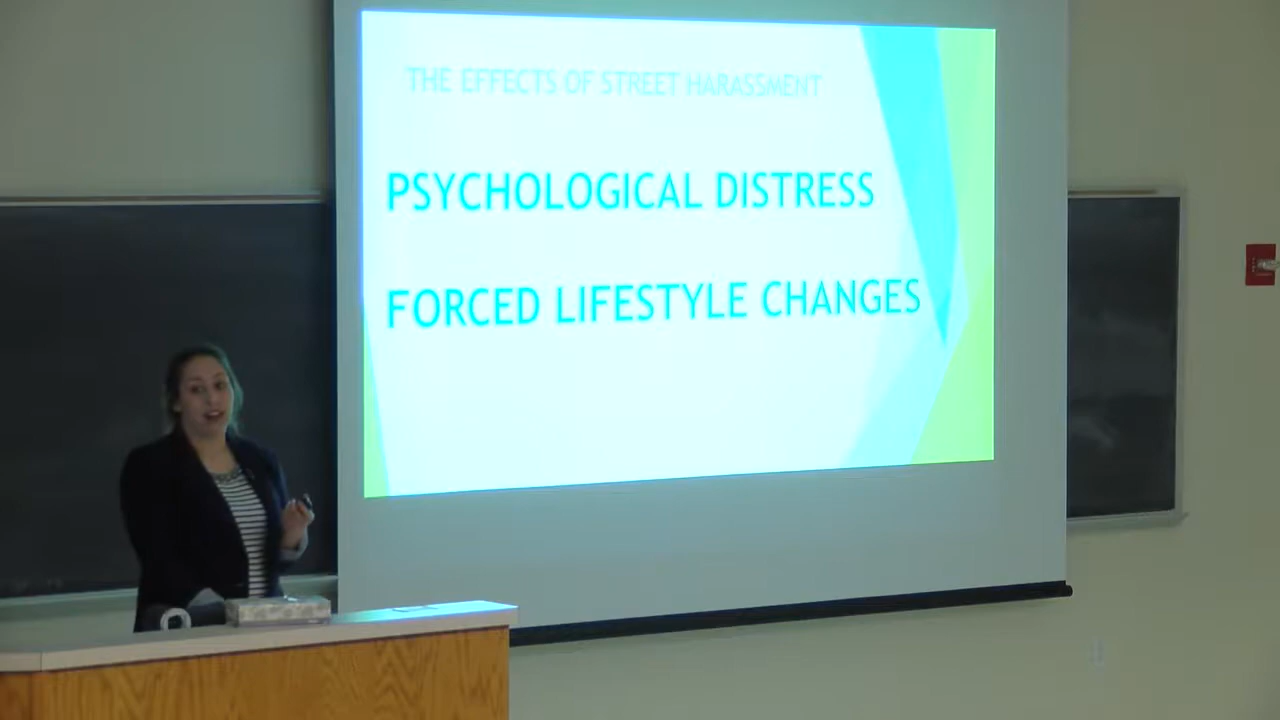 THE EFFECTS OF STREET HARASSMENT
PSYCHOLOGICAL DISTRESS
FORCED LIFESTYLE CHANGES